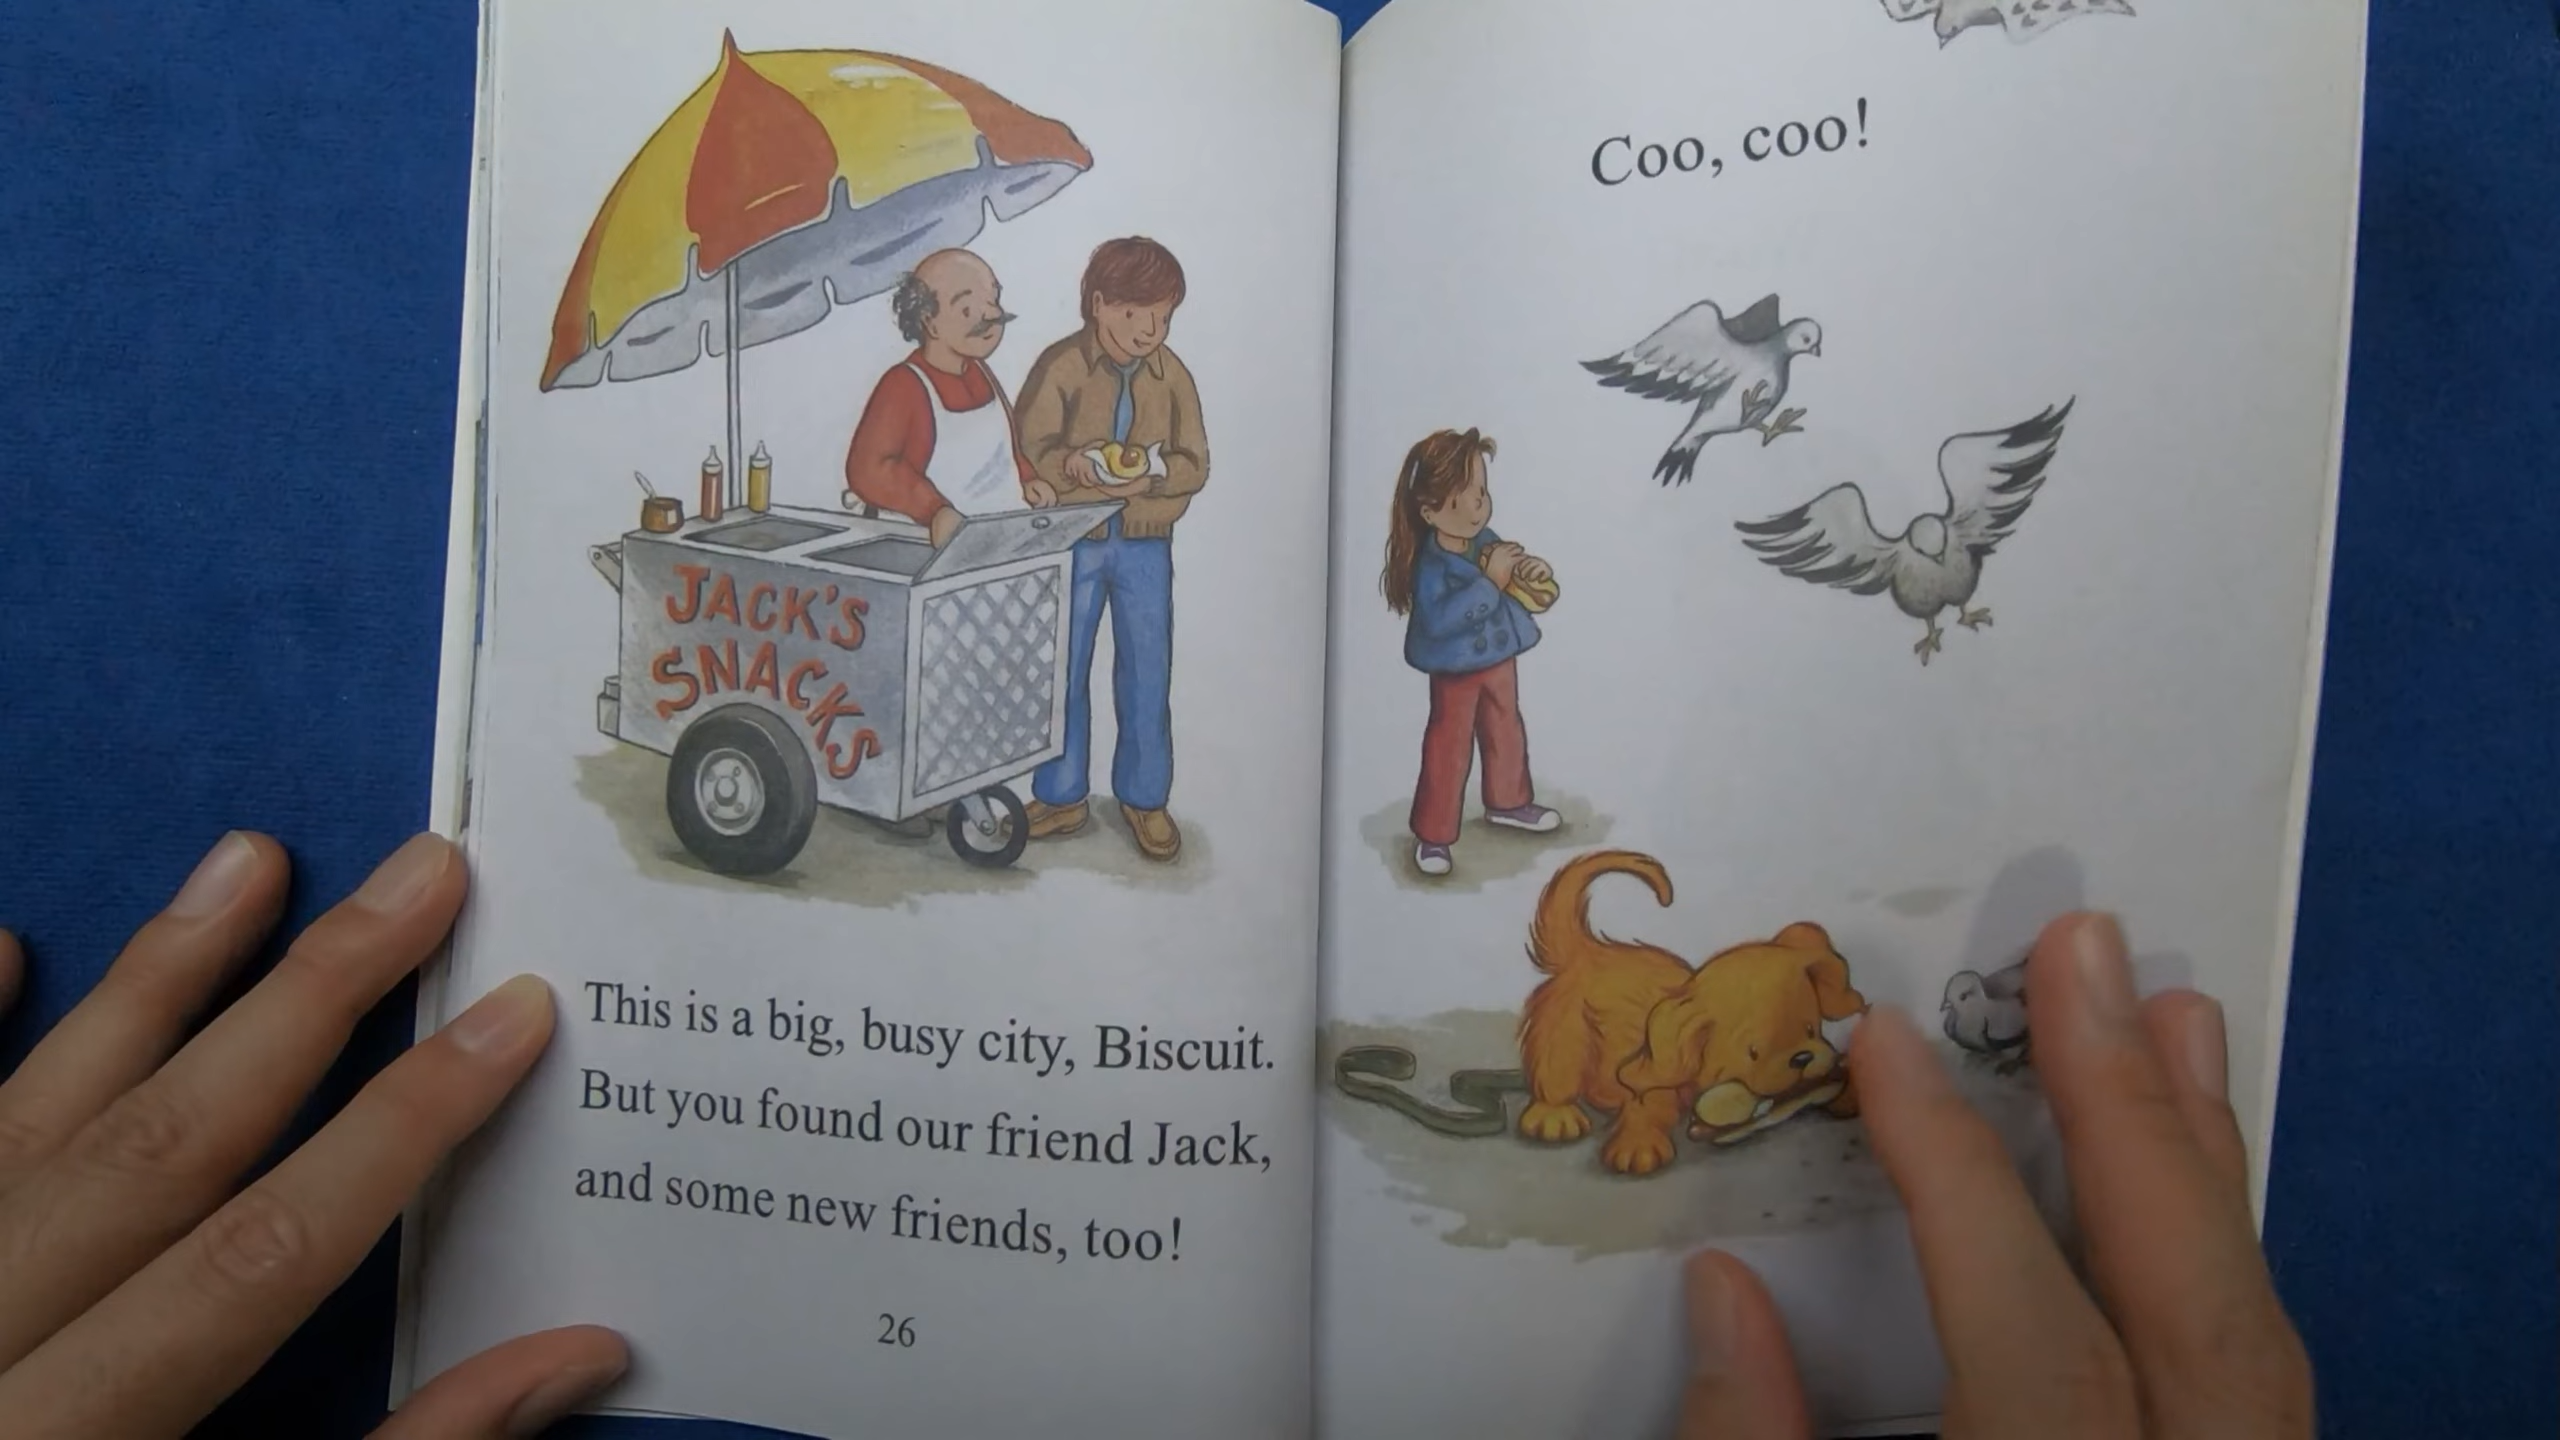 JACK'S
SNACKS
This is a big, busy city, Biscuit.
But you found our friend Jack,
and some new friends, too!
26
Coo, coo!